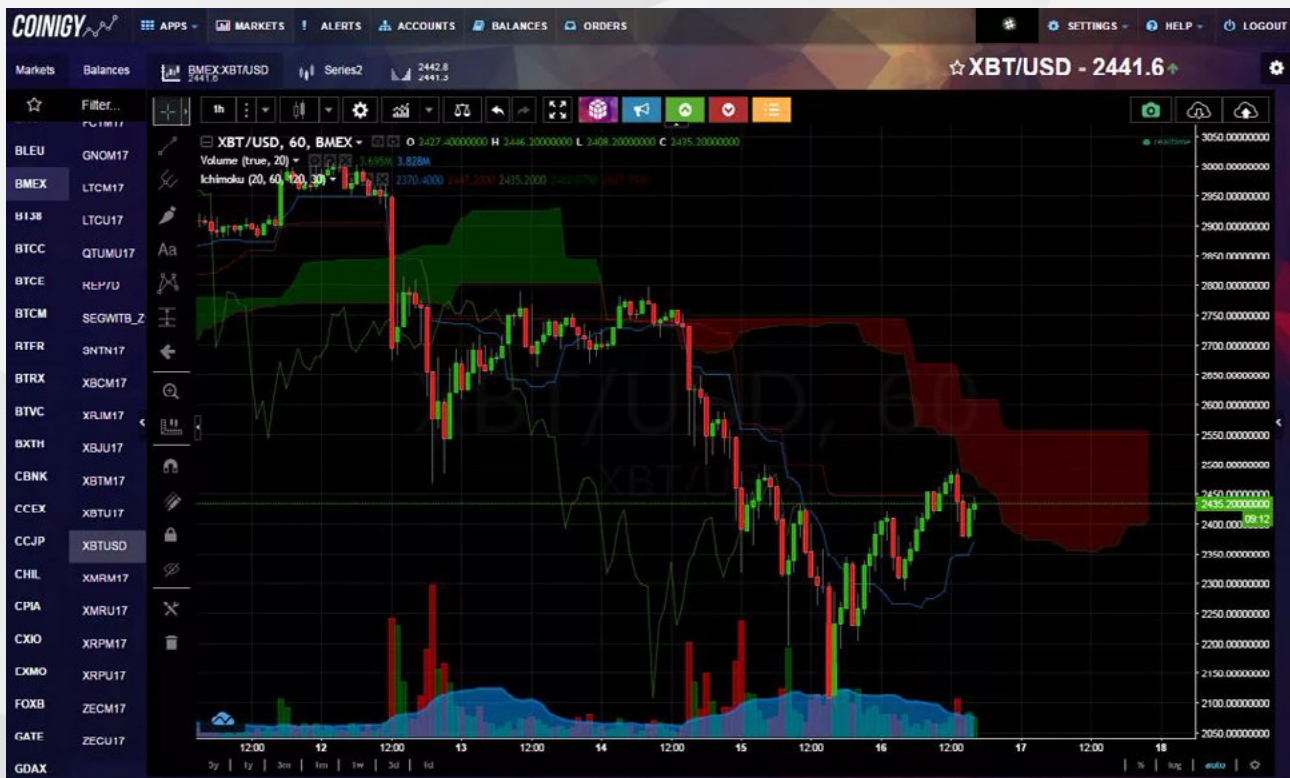 COINIGY APPS MARKETS ! ALERTS ACCOUNTS BALANCES ORDERS SETTINGS HELP LOGOUT
Markets Balances BMEX:XBT/USD 2441.6 Series2 2442.8 2441.3 XBT/USD - 2441.6
Filter... 1h
XBT/USD, 60, BMEX O 2427.40000000 H 2446.20000000 L 2408.20000000 C 2435.20000000 realtime
Volume (true, 20) 3.695M 3.828M
Ichimoku (20, 60, 120, 30) 2370.4000 2447.2000 2435.2000
BLEU GNOM17
BMEX LTCM17
BT38 LTCU17
BTCC QTUMU17
BTCE REP7D
BTCM SEGWITB_Z
BTER SNTN17
BTRX XBCM17
BTVC XRJM17
BXTH XBJU17
CBNK XBTM17
CCEX XBTU17
CCJP XBTUSD
CHIL XMRM17
CPIA XMRU17
CXIO XRPM17
EXMO XRPU17
FOXB ZECM17
GATE ZECU17
GDAX
Aa
XBT/USD, 60
XBT/USD
3050.00000000
3000.00000000
2950.00000000
2900.00000000
2850.00000000
2800.00000000
2750.00000000
2700.00000000
2650.00000000
2600.00000000
2550.00000000
2500.00000000
2450.00000000
2435.20000000
09:12
2400.00000000
2350.00000000
2300.00000000
2250.00000000
2200.00000000
2150.00000000
2100.00000000
2050.00000000
12:00 12 12:00 13 12:00 14 12:00 15 12:00 16 12:00 17 12:00 18
5y | 1y | 3m | 1m | 1w | 3d | 1d | % | log | auto